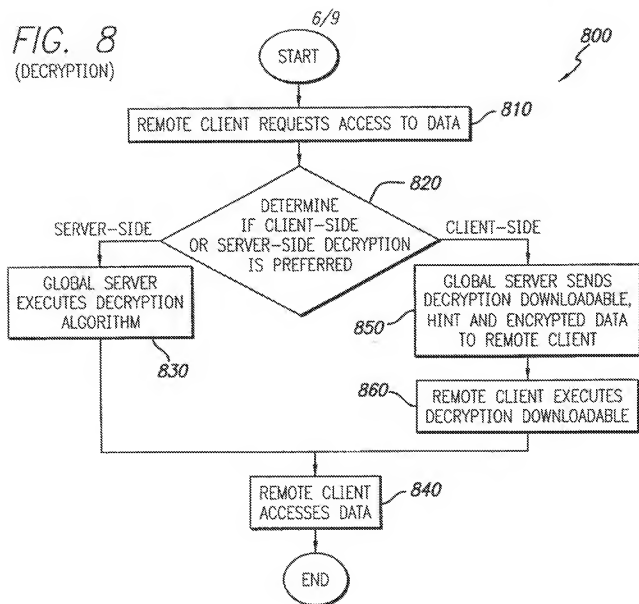 6/9
FIG. 8
(DECRYPTION)
START
800
REMOTE CLIENT REQUESTS ACCESS TO DATA
810
820
DETERMINE
IF CLIENT-SIDE
OR SERVER-SIDE DECRYPTION
IS PREFERRED
SERVER-SIDE
CLIENT-SIDE
GLOBAL SERVER
EXECUTES DECRYPTION
ALGORITHM
830
GLOBAL SERVER SENDS
DECRYPTION DOWNLOADABLE,
HINT AND ENCRYPTED DATA
TO REMOTE CLIENT
850
860
REMOTE CLIENT EXECUTES
DECRYPTION DOWNLOADABLE
REMOTE CLIENT
ACCESSES DATA
840
END